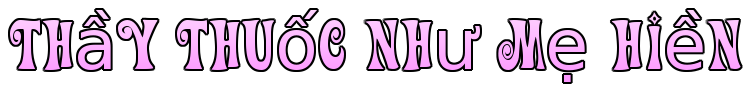 Thầy Thuốc Như Mẹ Hiền